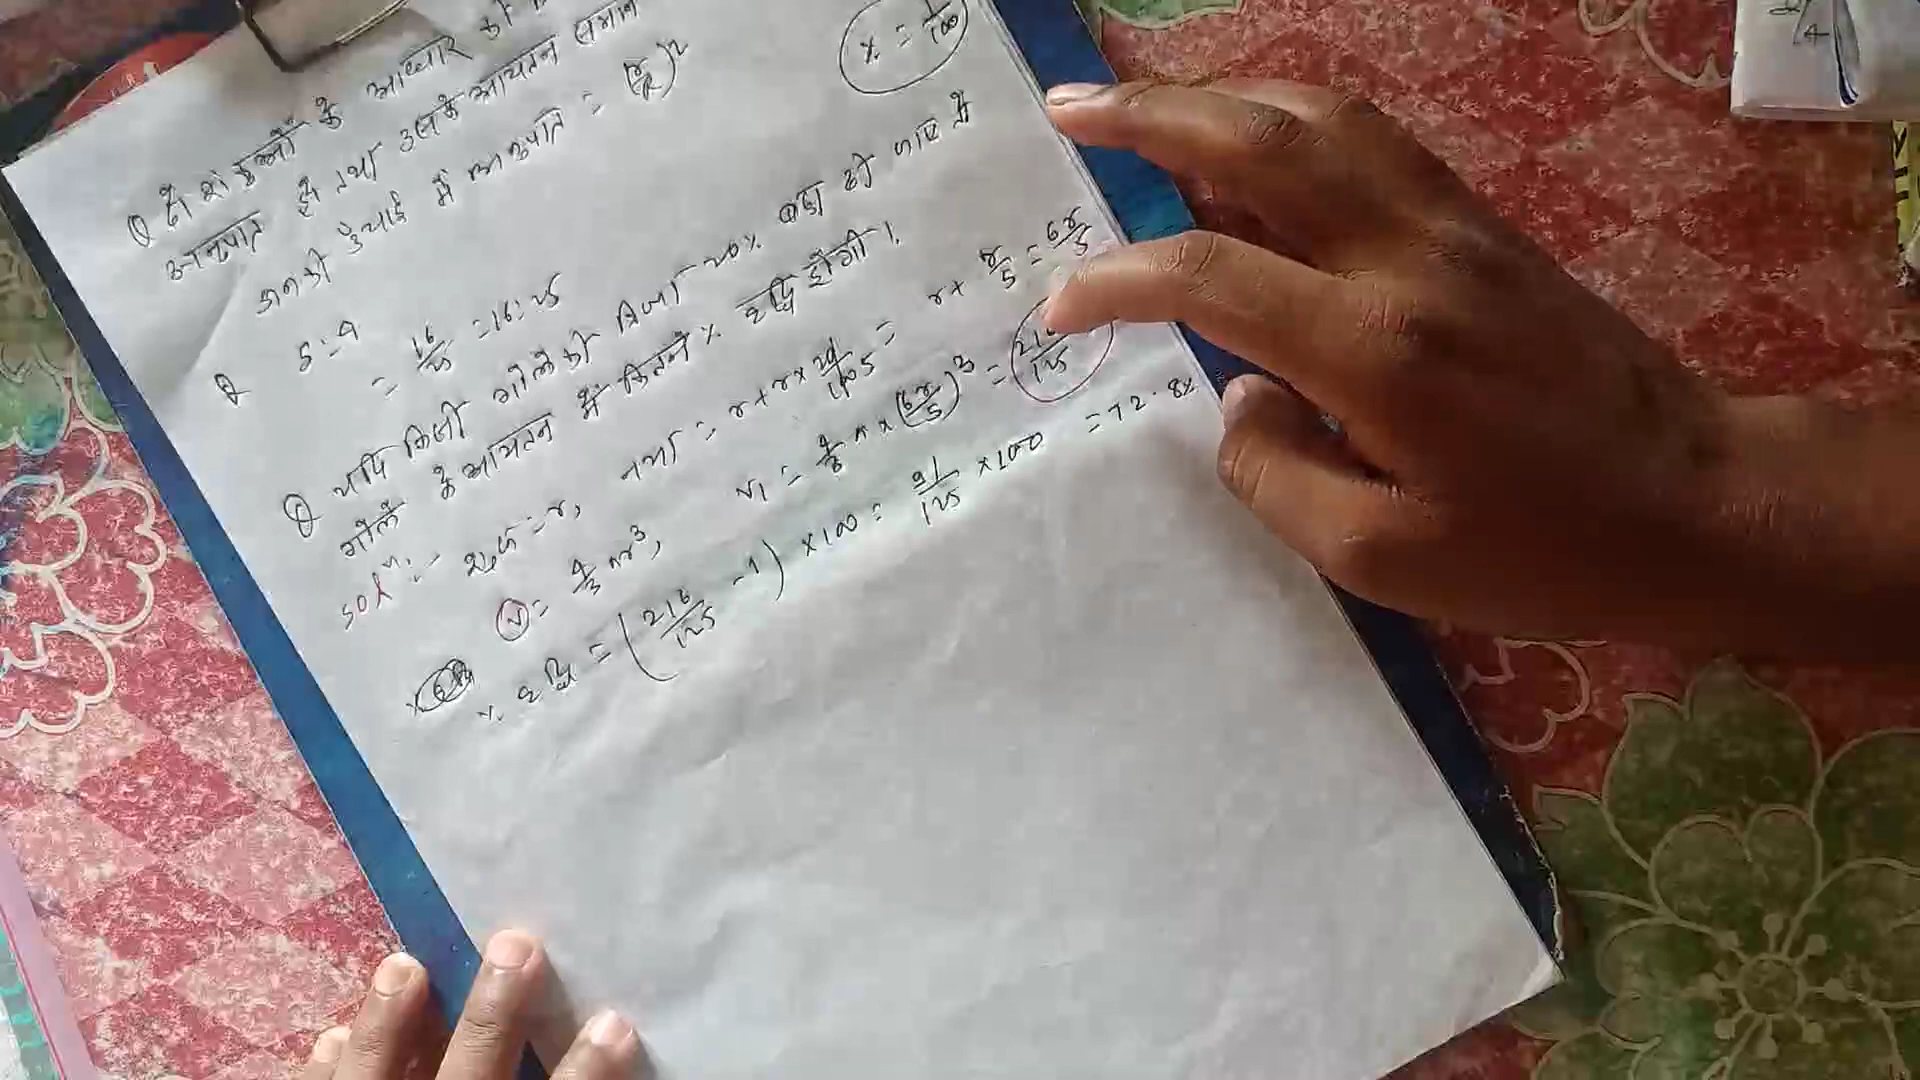 x = 1/100
Q दो शंकुओं के आधार की
अनुपात है तथा उनके आयतन समान
उनकी ऊंचाई में अनुपात = (r/R)²
5:4
Q = 16/25 = 16:25
Q यदि किसी गोले की त्रिज्या 20% बढ़ा दी जाए तो
गोले के आयतन में कितने % वृद्धि होगी।
solⁿ:- = r, नया = r + r × 20/100 5 = r + r/5 = 6r/5
v = 4/3 πr³, v1 = 4/3 π × (6r/5)³ = 216/125
% वृद्धि = (216/125 - 1) × 100 = 91/125 × 100 = 72.8%